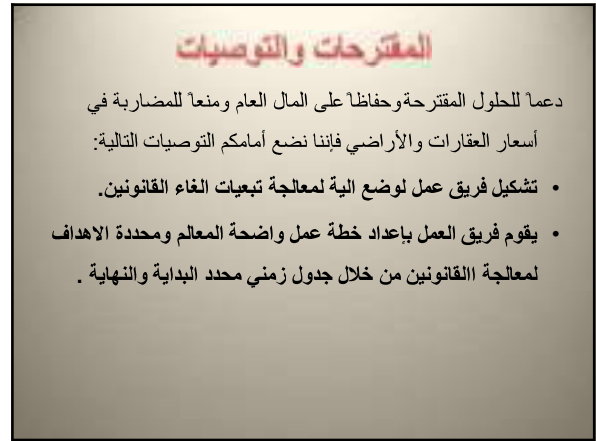 المقترحات والتوصيات
دعماً للحلول المقترحة وحفاظاً على المال العام ومنعاً للمضاربة في
أسعار العقارات والأراضي فإننا نضع أمامكم التوصيات التالية:
• تشكيل فريق عمل لوضع الية لمعالجة تبعيات الغاء القانونين.
• يقوم فريق العمل بإعداد خطة عمل واضحة المعالم ومحددة الاهداف
لمعالجة االقانونين من خلال جدول زمني محدد البداية والنهاية .